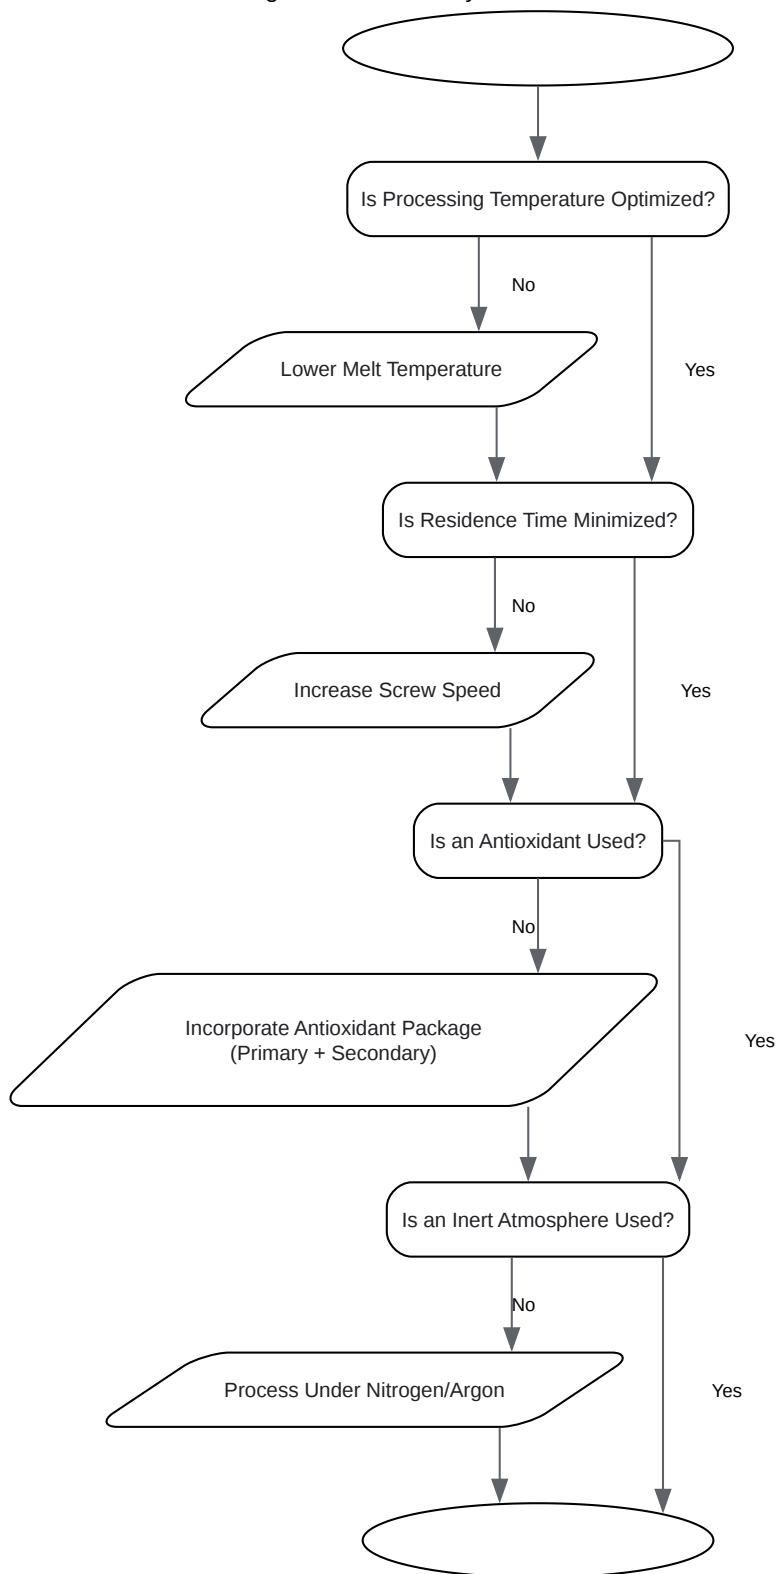 Is Processing Temperature Optimized?
No
Lower Melt Temperature
Yes
Is Residence Time Minimized?
No
Increase Screw Speed
Yes
Is an Antioxidant Used?
No
Incorporate Antioxidant Package
(Primary + Secondary)
Yes
Is an Inert Atmosphere Used?
No
Process Under Nitrogen/Argon
Yes